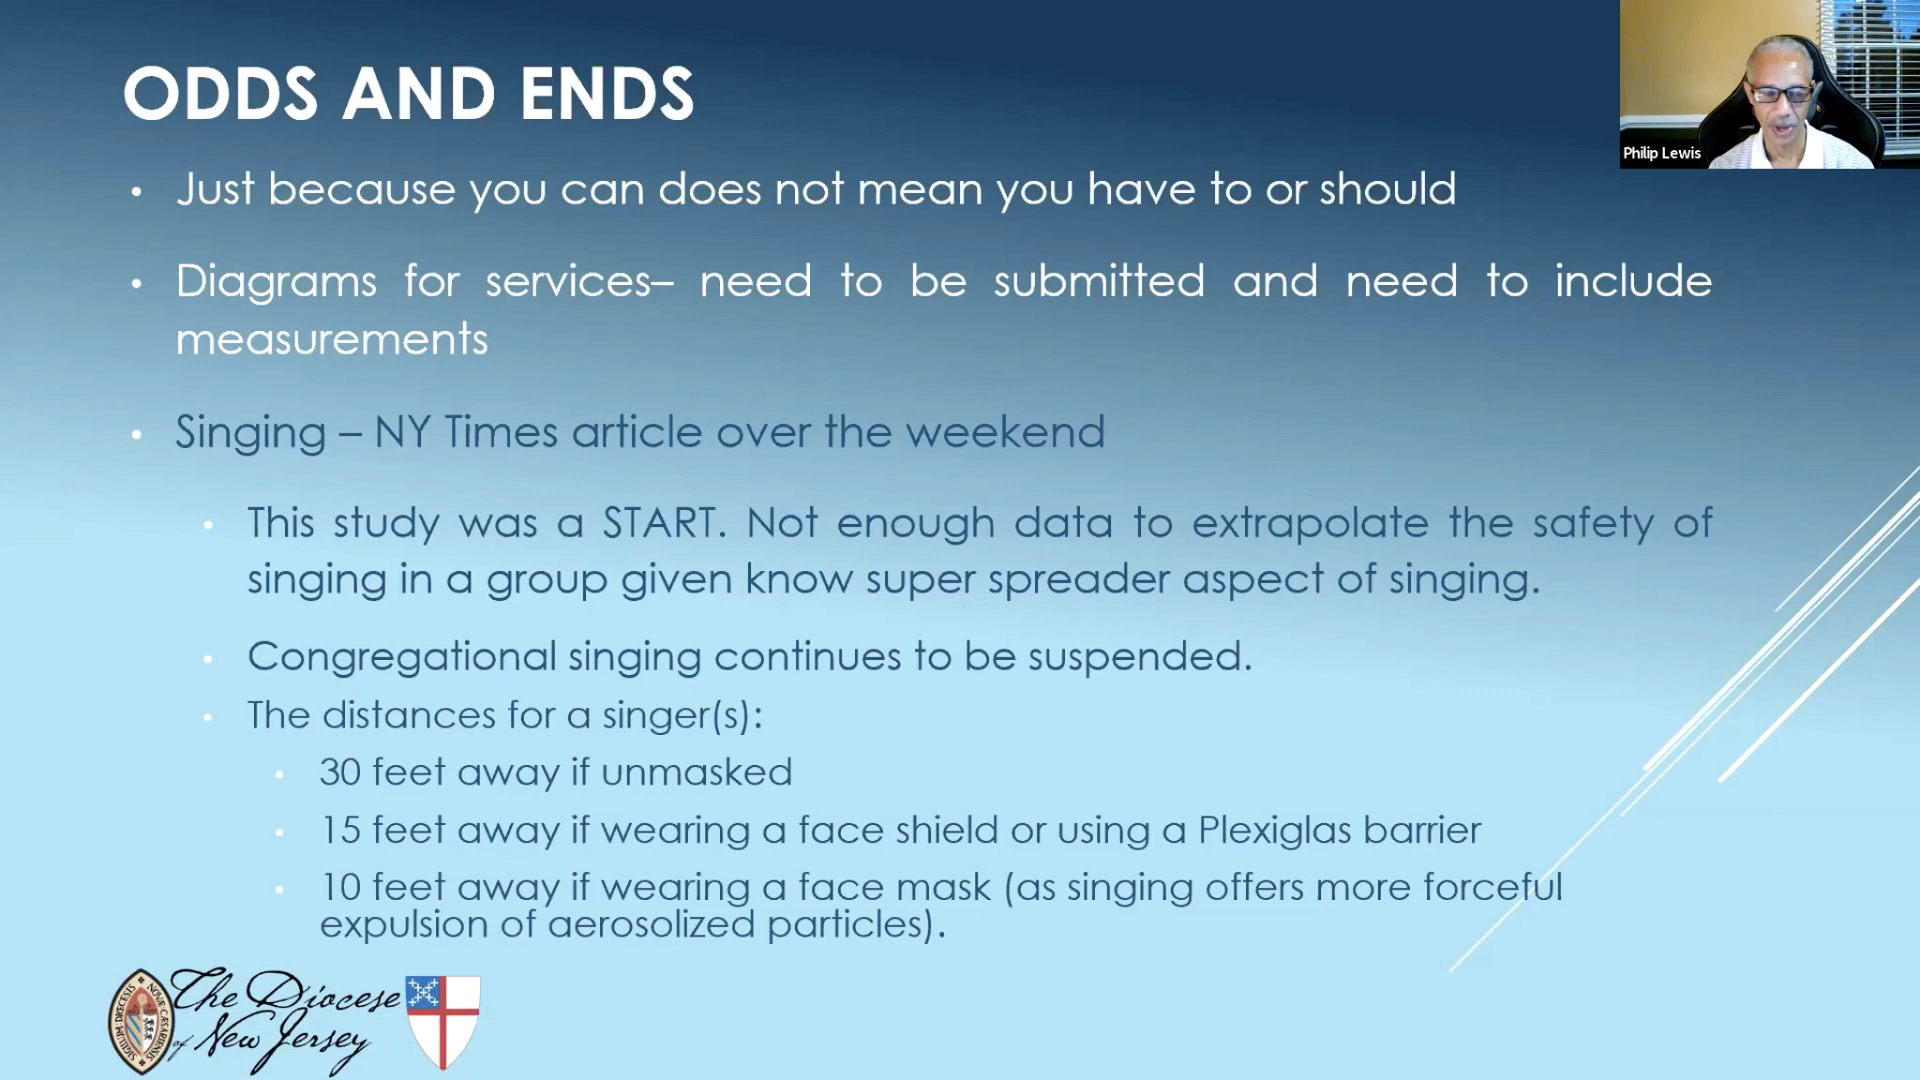 ODDS AND ENDS
Philip Lewis
• Just because you can does not mean you have to or should
• Diagrams for services– need to be submitted and need to include
measurements
• Singing – NY Times article over the weekend
• This study was a START. Not enough data to extrapolate the safety of
singing in a group given know super spreader aspect of singing.
• Congregational singing continues to be suspended.
• The distances for a singer(s):
• 30 feet away if unmasked
• 15 feet away if wearing a face shield or using a Plexiglas barrier
• 10 feet away if wearing a face mask (as singing offers more forceful
expulsion of aerosolized particles).
The Diocese
of New Jersey